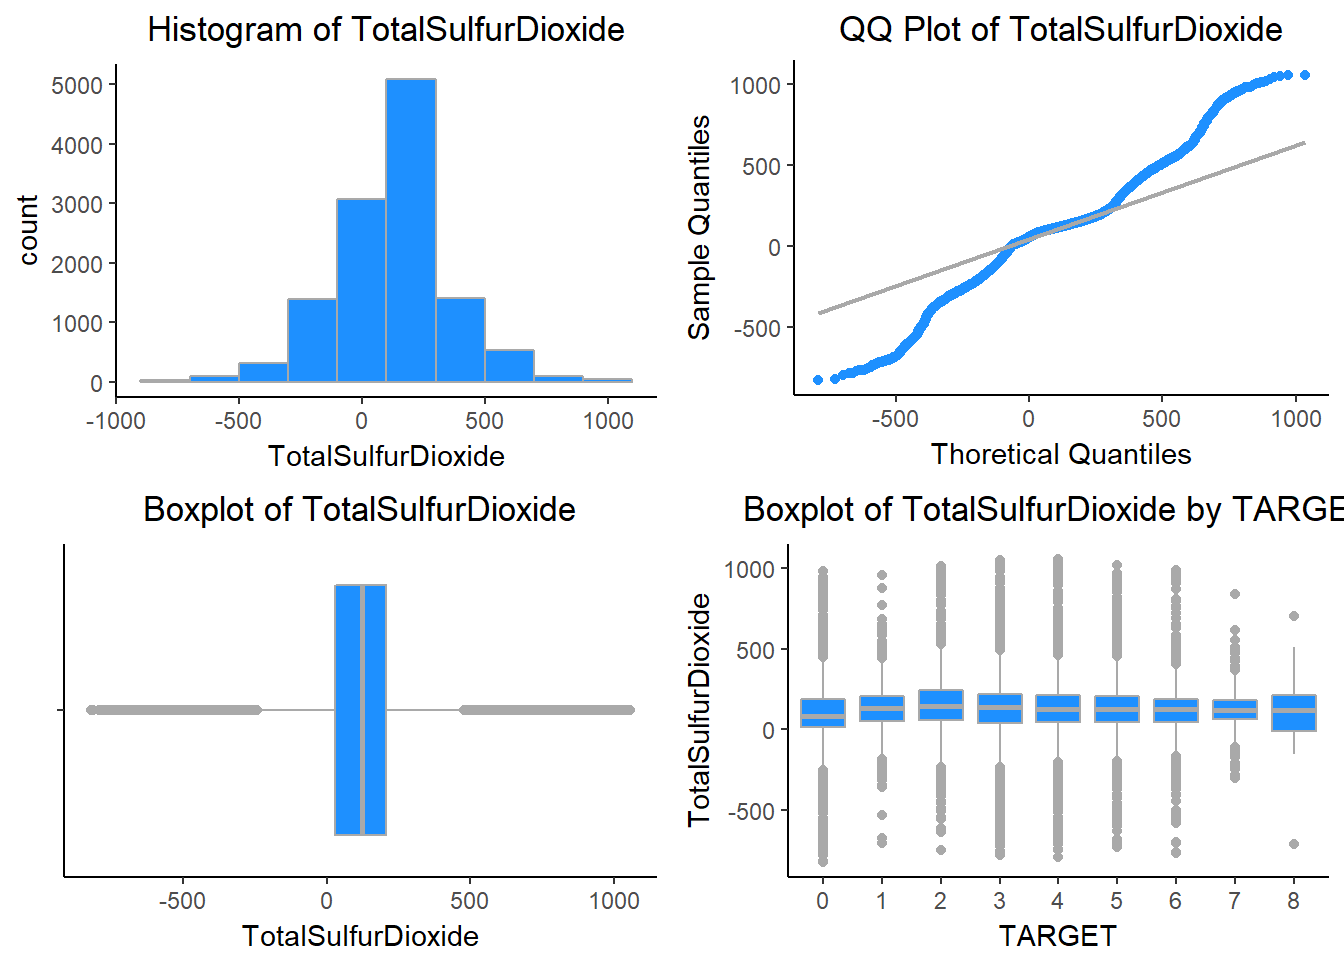 Histogram of TotalSulfurDioxide
5000
4000
3000
2000
1000
0
count
-1000 -500 0 500 1000
TotalSulfurDioxide
QQ Plot of TotalSulfurDioxide
1000
500
0
-500
Sample Quantiles
-500 0 500 1000
Thoretical Quantiles
Boxplot of TotalSulfurDioxide
-500 0 500 1000
TotalSulfurDioxide
Boxplot of TotalSulfurDioxide by TARGE
1000
500
0
-500
TotalSulfurDioxide
0 1 2 3 4 5 6 7 8
TARGET